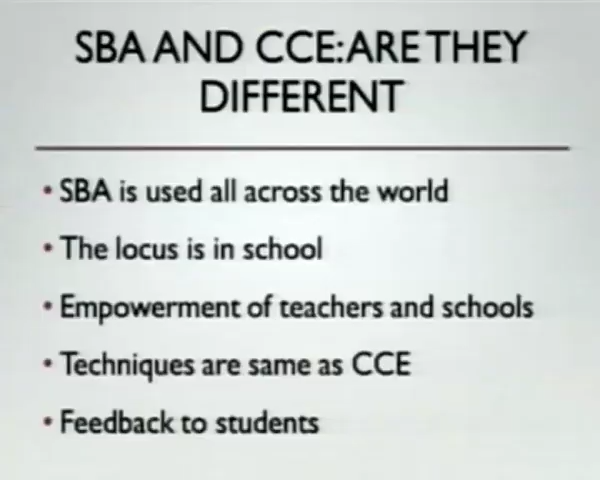 SBA AND CCE: ARE THEY
DIFFERENT
• SBA is used all across the world
• The locus is in school
• Empowerment of teachers and schools
• Techniques are same as CCE
• Feedback to students